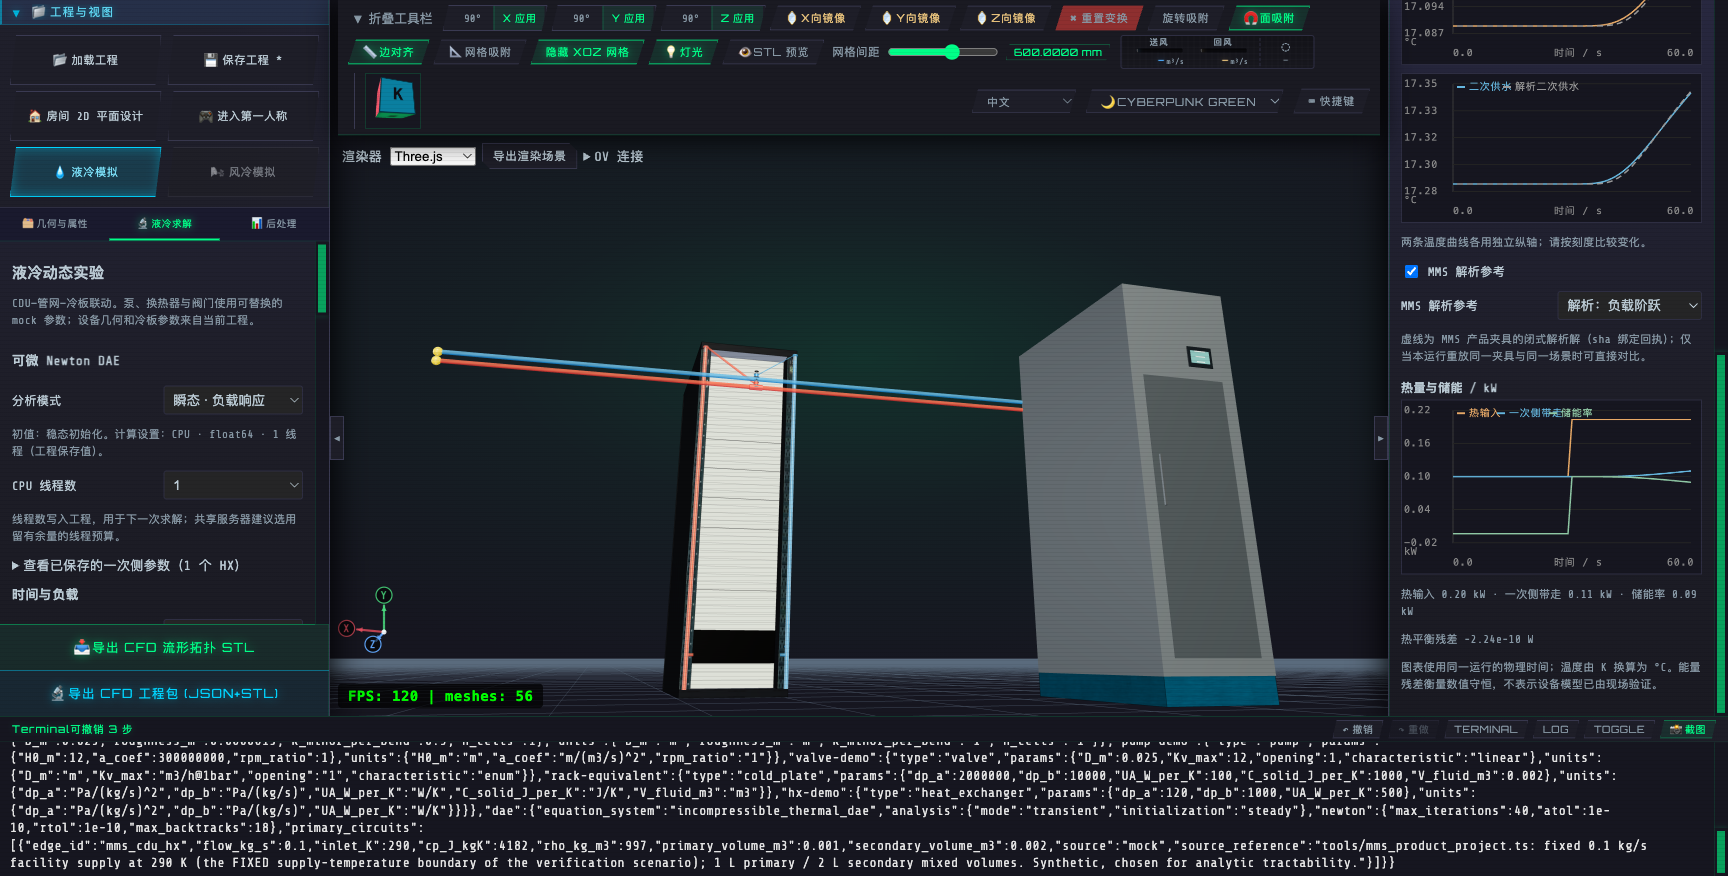 ▼ 工程与视图
加载工程
保存工程 *
房间 2D 平面设计
进入第一人称
液冷模拟
风冷模拟
几何与属性
液冷求解
后处理
液冷动态实验
CDU-管网-冷板联动。泵、换热器与阀门使用可替换的
mock 参数；设备几何和冷板参数来自当前工程。
可微 Newton DAE
分析模式
瞬态 · 负载响应
初值：稳态初始化。计算设置：CPU · float64 · 1 线
程（工程保存值）。
CPU 线程数
1
线程数写入工程，用于下一次求解；共享服务器建议选用
留有余量的线程预算。
▶ 查看已保存的一次侧参数（1 个 HX）
时间与负载
导出 CFD 流形拓扑 STL
导出 CFD 工程包 (JSON+STL)
▼ 折叠工具栏
90°
X 应用
90°
Y 应用
90°
Z 应用
X向镜像
Y向镜像
Z向镜像
重置变换
旋转吸附
面吸附
边对齐
网格吸附
隐藏 XOZ 网格
灯光
STL 预览
网格间距
600.0000 mm
送风
m³/s
回风
m³/s
K
中文
CYBERPUNK GREEN
快捷键
渲染器
Three.js
导出渲染场景
▶ OV 连接
Y
X
Z
FPS: 120 | meshes: 56
17.094
17.087
°C
0.0
时间 / s
60.0
17.35
二次供水
解析二次供水
17.33
17.32
17.30
17.28
°C
0.0
时间 / s
60.0
两条温度曲线各用独立纵轴；请按刻度比较变化。
MMS 解析参考
MMS 解析参考
解析：负载阶跃
虚线为 MMS 产品夹具的闭式解析解（sha 绑定回执）；仅
当本运行重放同一夹具与同一场景时可直接对比。
热量与储能 / kW
0.22
热输入
一次侧带走
储能率
0.16
0.10
0.04
-0.02
kW
0.0
时间 / s
60.0
热输入 0.20 kW · 一次侧带走 0.11 kW · 储能率 0.09
kW
热平衡残差 -2.24e-10 W
图表使用同一运行的物理时间；温度由 K 换算为 °C。能量
残差衡量数值守恒，不表示设备模型已由现场验证。
Terminal可撤销 3 步
撤销
重做
TERMINAL
LOG
TOGGLE
截图
{"H0_m":12,"a_coef":300000000,"rpm_ratio":1},"units":{"H0_m":"m","a_coef":"m/(m3/s)^2","rpm_ratio":"1"}},"valve-demo":{"type":"valve","params":{"D_m":0.025,"Kv_max":12,"opening":1,"characteristic":"linear"},"units":
{"D_m":"m","Kv_max":"m3/h@1bar","opening":"1","characteristic":"enum"}},"rack-equivalent":{"type":"cold_plate","params":{"dp_a":2000000,"dp_b":10000,"UA_W_per_K":100,"C_solid_J_per_K":1000,"V_fluid_m3":0.002},"units":
{"dp_a":"Pa/(kg/s)^2","dp_b":"Pa/(kg/s)","UA_W_per_K":"W/K","C_solid_J_per_K":"J/K","V_fluid_m3":"m3"}},"hx-demo":{"type":"heat_exchanger","params":{"dp_a":120,"dp_b":1000,"UA_W_per_K":500},"units":
{"dp_a":"Pa/(kg/s)^2","dp_b":"Pa/(kg/s)","UA_W_per_K":"W/K"}}}},"dae":{"equation_system":"incompressible_thermal_dae","analysis":{"mode":"transient","initialization":"steady"},"newton":{"max_iterations":40,"atol":1e-
10,"rtol":1e-10,"max_backtracks":18},"primary_circuits":
[{"edge_id":"mms_cdu_hx","flow_kg_s":0.1,"inlet_K":290,"cp_J_kgK":4182,"rho_kg_m3":997,"primary_volume_m3":0.001,"secondary_volume_m3":0.002,"source":"mock","source_reference":"tools/mms_product_project.ts: fixed 0.1 kg/s
facility supply at 290 K (the FIXED supply-temperature boundary of the verification scenario); 1 L primary / 2 L secondary mixed volumes. Synthetic, chosen for analytic tractability."}]}}